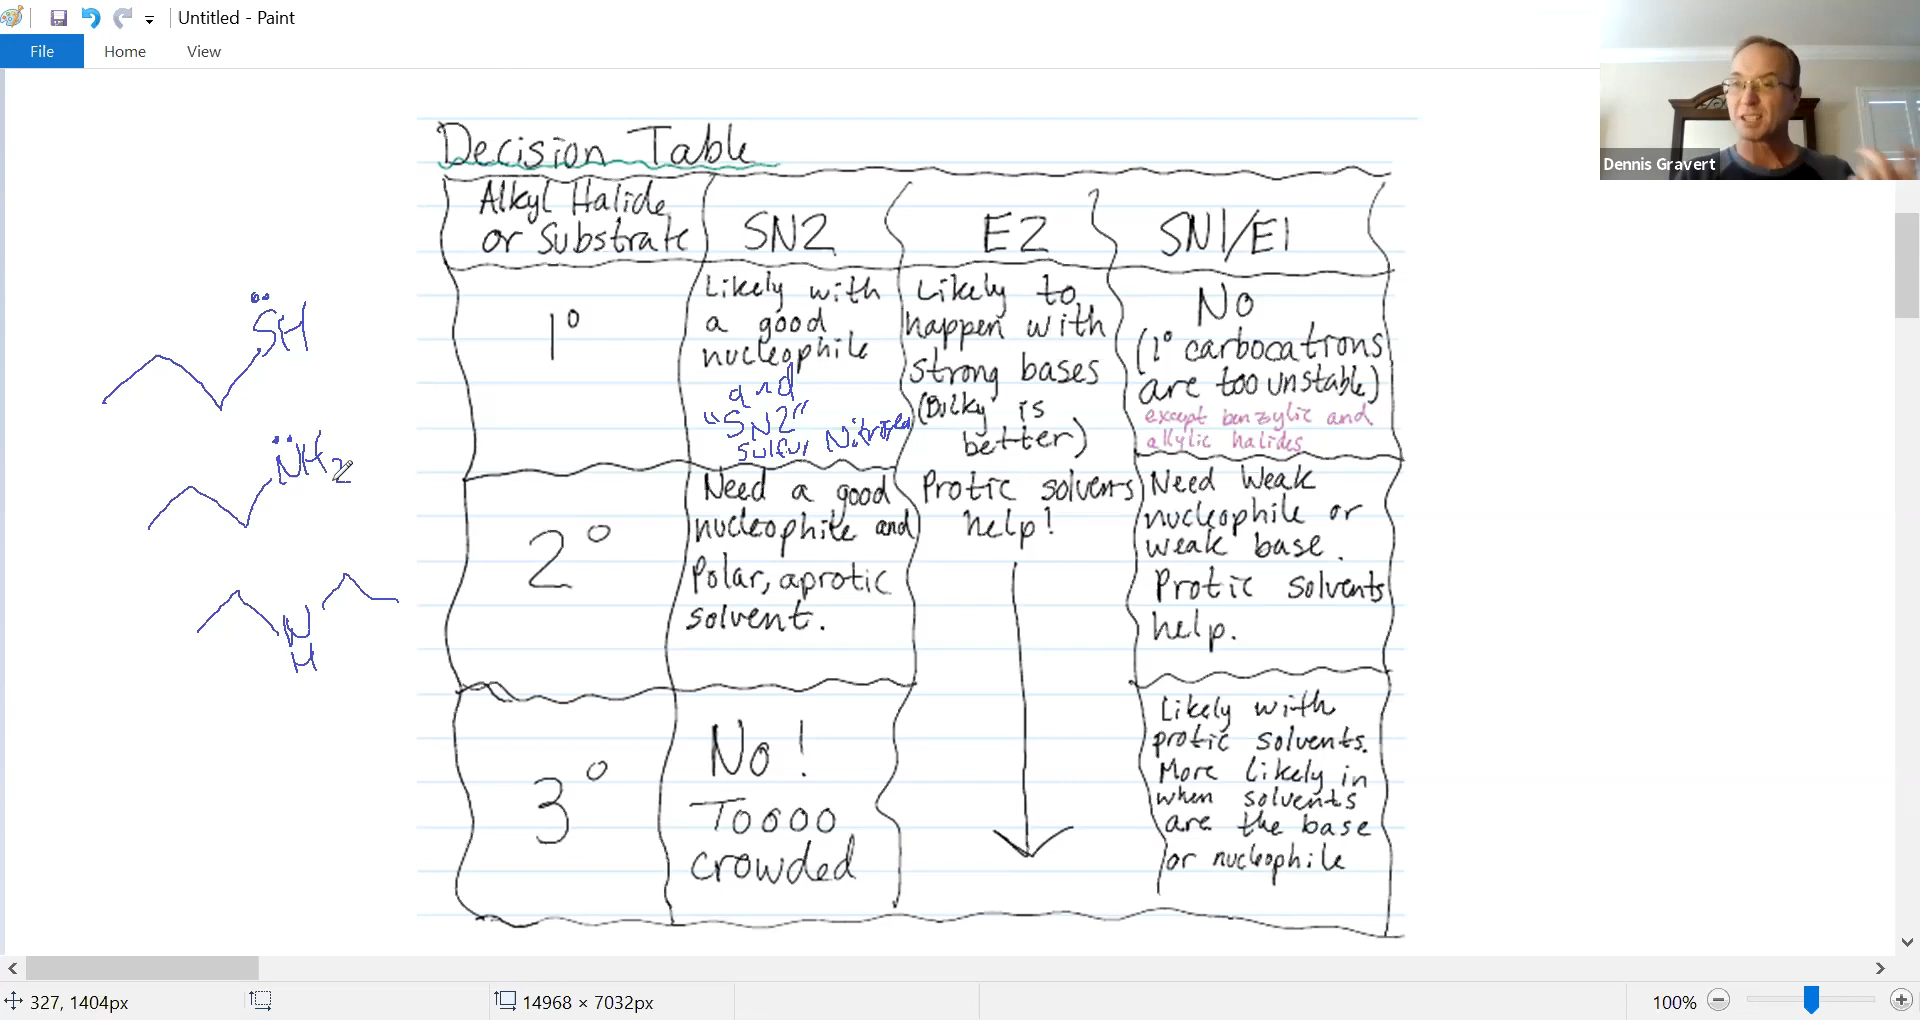 Untitled - Paint
File Home View
Dennis Gravert
Decision Table
Alkyl Halide
or Substrate
SN2
E2
SN1/E1
1°
Likely with
a good
nucleophile
and
"SN2"
Sulfur Nitrogen
Likely to
happen with
strong bases
(Bulky is
better)
Protic solvents
help!
No
(1° carbocations
are too unstable)
except benzylic and
allylic halides
2°
Need a good
nucleophile and
Polar, aprotic
solvent.
Need Weak
nucleophile or
weak base.
Protic solvents
help.
3°
No!
Toooo
crowded
Likely with
protic solvents.
More likely in
when solvents
are the base
or nucleophile
SH
NH2
N
H
327, 1404px
14968 × 7032px
100%